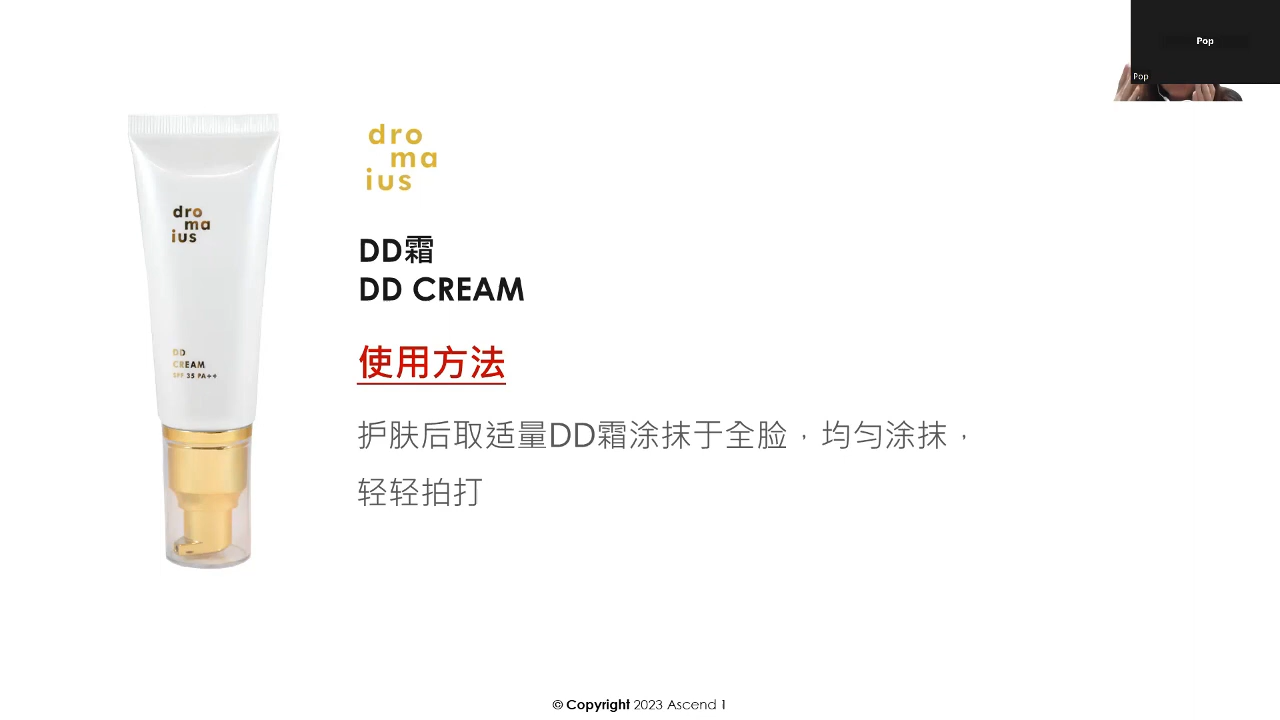 Pop
Pop
dro
ma
ius
DD霜
DD CREAM
使用方法
护肤后取适量DD霜涂抹于全脸，均匀涂抹，
轻轻拍打
dro
ma
ius
DD
CREAM
SPF 35 PA++
© Copyright 2023 Ascend 1